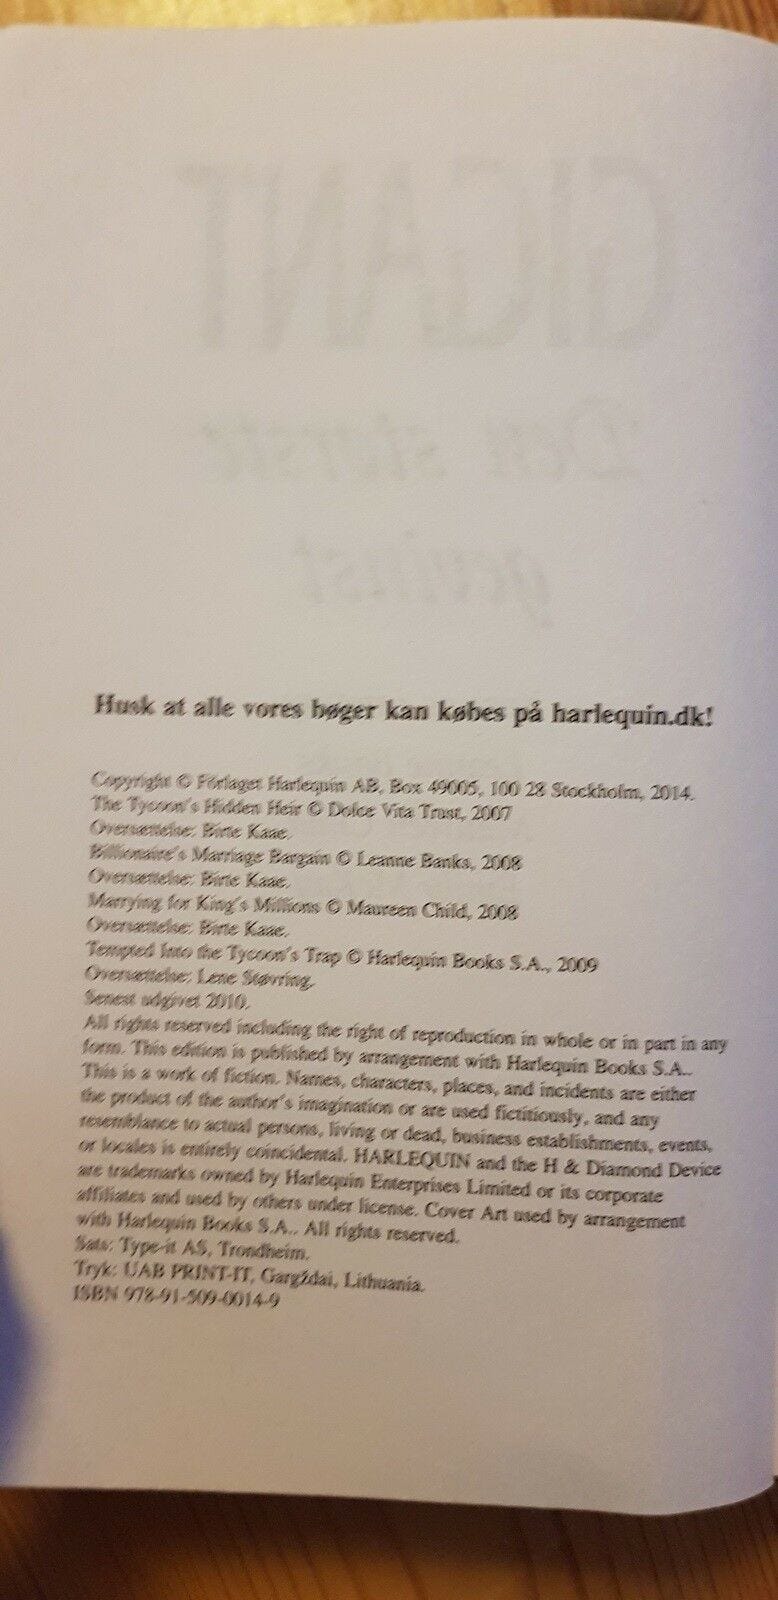 GIGANT
Den største
gevinst
Husk at alle vores bøger kan købes på harlequin.dk!
Copyright © Förlaget Harlequin AB, Box 49005, 100 28 Stockholm, 2014.
The Tycoon's Hidden Heir © Dolce Vita Trust, 2007
Oversættelse: Birte Kaae.
Billionaire's Marriage Bargain © Leanne Banks, 2008
Oversættelse: Birte Kaae.
Marrying for King's Millions © Maureen Child, 2008
Oversættelse: Birte Kaae.
Tempted Into the Tycoon's Trap © Harlequin Books S.A., 2009
Oversættelse: Lene Støvring.
Senest udgivet 2010.
All rights reserved including the right of reproduction in whole or in part in any
form. This edition is published by arrangement with Harlequin Books S.A..
This is a work of fiction. Names, characters, places, and incidents are either
the product of the author's imagination or are used fictitiously, and any
resemblance to actual persons, living or dead, business establishments, events,
or locales is entirely coincidental. HARLEQUIN and the H & Diamond Device
are trademarks owned by Harlequin Enterprises Limited or its corporate
affiliates and used by others under license. Cover Art used by arrangement
with Harlequin Books S.A.. All rights reserved.
Sats: Type-it AS, Trondheim.
Tryk: UAB PRINT-IT, Gargždai, Lithuania.
ISBN 978-91-509-0014-9